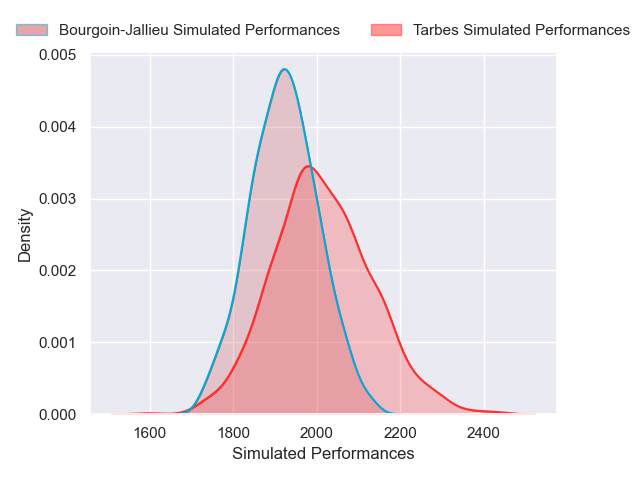 Bourgoin-Jallieu Simulated Performances
Tarbes Simulated Performances
0.005
0.004
0.003
0.002
0.001
0.000
Density
1600
1800
2000
2200
2400
Simulated Performances